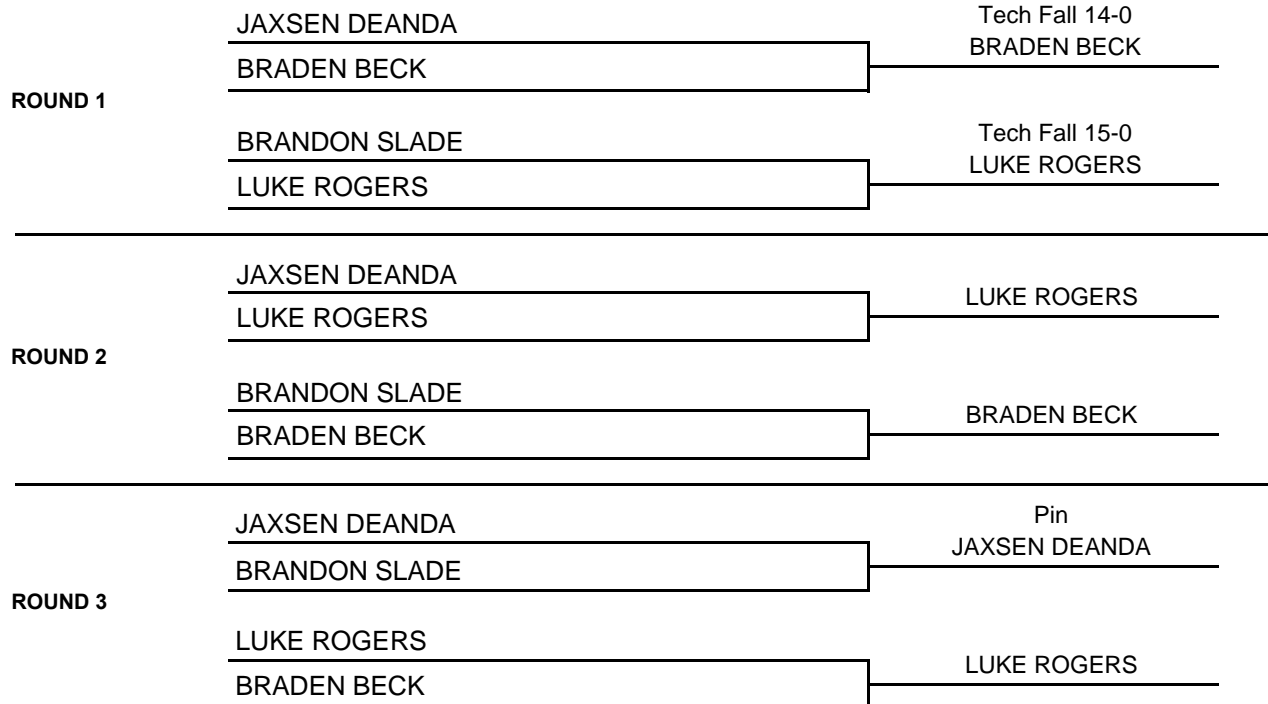 JAXSEN DEANDA
Tech Fall 14-0
BRADEN BECK
BRADEN BECK
ROUND 1
BRANDON SLADE
Tech Fall 15-0
LUKE ROGERS
LUKE ROGERS
JAXSEN DEANDA
LUKE ROGERS
LUKE ROGERS
ROUND 2
BRANDON SLADE
BRADEN BECK
BRADEN BECK
JAXSEN DEANDA
Pin
JAXSEN DEANDA
BRANDON SLADE
ROUND 3
LUKE ROGERS
LUKE ROGERS
BRADEN BECK